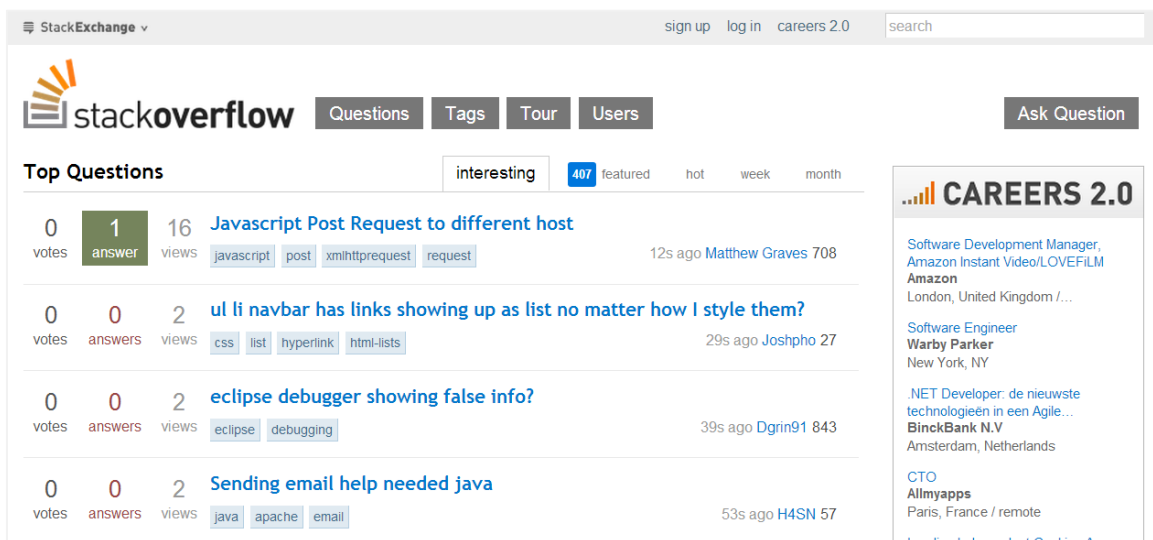 StackExchange
sign up log in careers 2.0
search
stackoverflow
Questions Tags Tour Users
Ask Question
Top Questions
interesting 407 featured hot week month
0 votes 1 answer 16 views
Javascript Post Request to different host
javascript post xmlhttprequest request
12s ago Matthew Graves 708
0 votes 0 answers 2 views
ul li navbar has links showing up as list no matter how I style them?
css list hyperlink html-lists
29s ago Joshpho 27
0 votes 0 answers 2 views
eclipse debugger showing false info?
eclipse debugging
39s ago Dgrin91 843
0 votes 0 answers 2 views
Sending email help needed java
java apache email
53s ago H4SN 57
CAREERS 2.0
Software Development Manager,
Amazon Instant Video/LOVEFiLM
Amazon
London, United Kingdom /…
Software Engineer
Warby Parker
New York, NY
.NET Developer: de nieuwste
technologieën in een Agile…
BinckBank N.V
Amsterdam, Netherlands
CTO
Allmyapps
Paris, France / remote